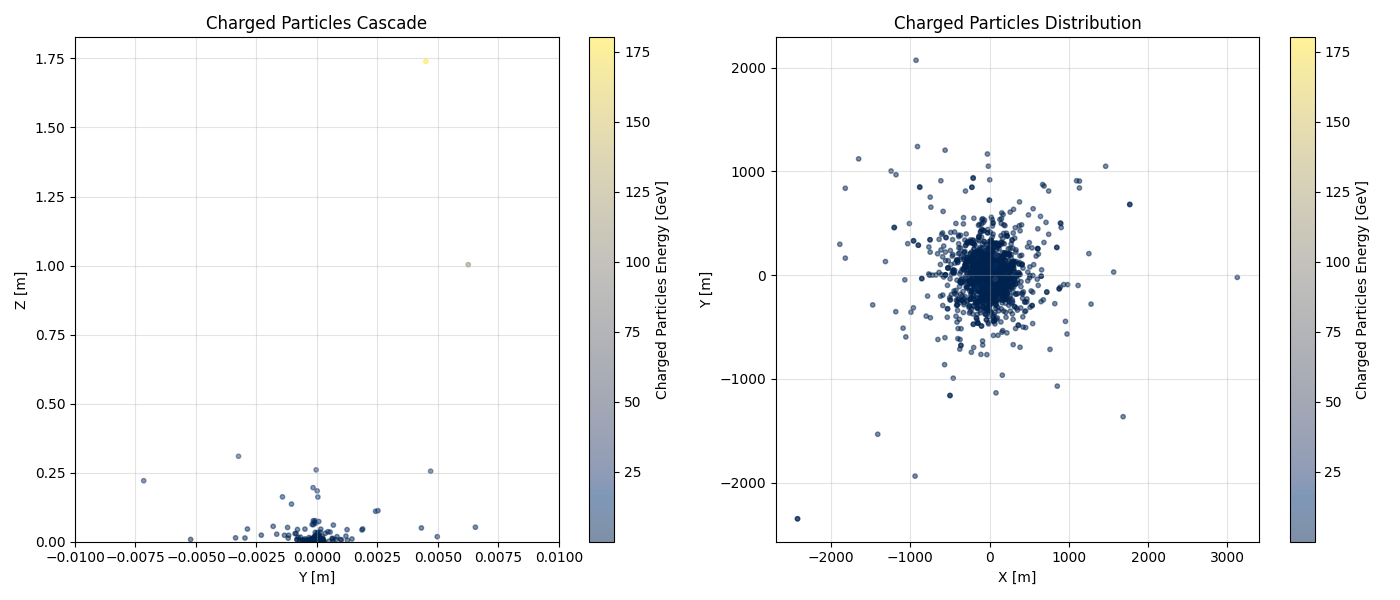 Charged Particles Cascade
1.75
1.50
1.25
1.00
0.75
0.50
0.25
0.00
Z [m]
−0.0100 −0.0075 −0.0050 −0.0025 0.0000 0.0025 0.0050 0.0075 0.0100
Y [m]
175
150
125
100
75
50
25
Charged Particles Energy [GeV]
Charged Particles Distribution
2000
1000
0
−1000
−2000
Y [m]
−2000 −1000 0 1000 2000 3000
X [m]
175
150
125
100
75
50
25
Charged Particles Energy [GeV]